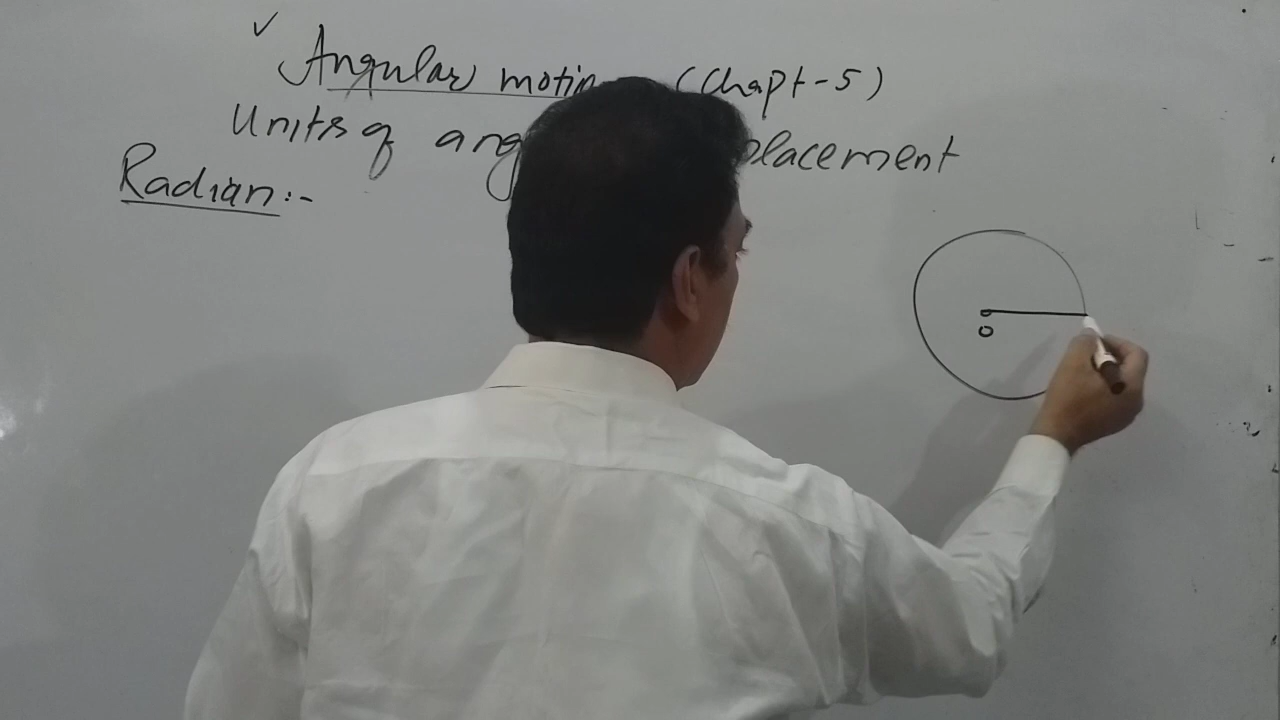 ✓
Angular motin (Chapt-5)
Units of ang placement
Radian:-
O